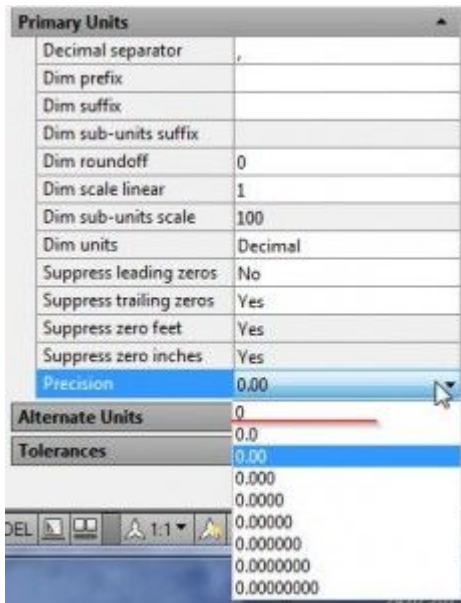 Primary Units
Decimal separator ,
Dim prefix
Dim suffix
Dim sub-units suffix
Dim roundoff 0
Dim scale linear 1
Dim sub-units scale 100
Dim units Decimal
Suppress leading zeros No
Suppress trailing zeros Yes
Suppress zero feet Yes
Suppress zero inches Yes
Precision 0.00
Alternate Units
Tolerances
0
0.0
0.00
0.000
0.0000
0.00000
0.000000
0.0000000
0.00000000
DEL 1:1